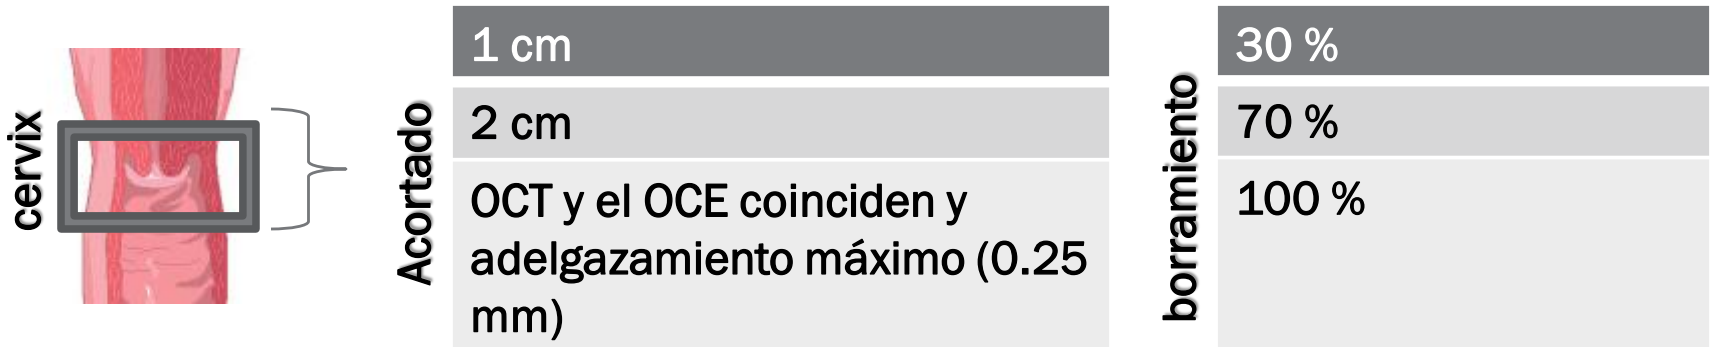 cervix
Acortado
1 cm
2 cm
OCT y el OCE coinciden y
adelgazamiento máximo (0.25
mm)
borramiento
30 %
70 %
100 %